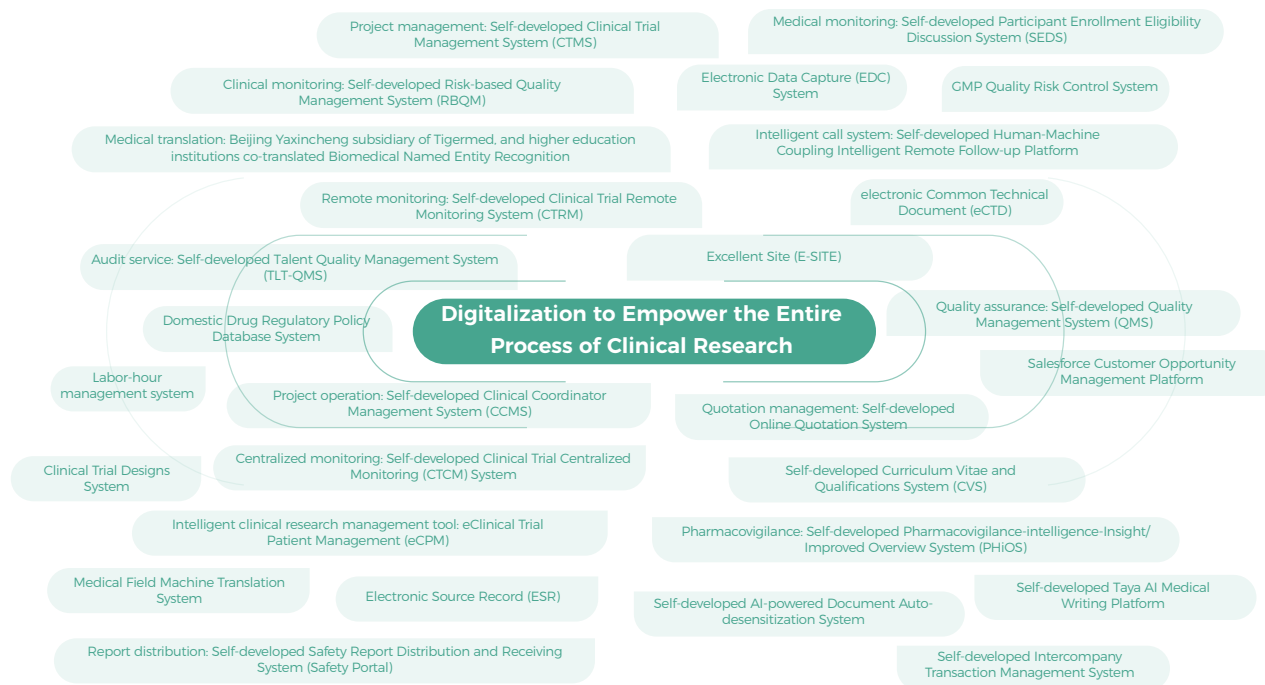 Project management: Self-developed Clinical Trial
Management System (CTMS)
Medical monitoring: Self-developed Participant Enrollment Eligibility
Discussion System (SEDS)
Clinical monitoring: Self-developed Risk-based Quality
Management System (RBQM)
Electronic Data Capture (EDC)
System
GMP Quality Risk Control System
Medical translation: Beijing Yaxincheng subsidiary of Tigermed, and higher education
institutions co-translated Biomedical Named Entity Recognition
Intelligent call system: Self-developed Human-Machine
Coupling Intelligent Remote Follow-up Platform
Remote monitoring: Self-developed Clinical Trial Remote
Monitoring System (CTRM)
electronic Common Technical
Document (eCTD)
Audit service: Self-developed Talent Quality Management System
(TLT-QMS)
Excellent Site (E-SITE)
Digitalization to Empower the Entire
Process of Clinical Research
Domestic Drug Regulatory Policy
Database System
Quality assurance: Self-developed Quality
Management System (QMS)
Salesforce Customer Opportunity
Management Platform
Labor-hour
management system
Project operation: Self-developed Clinical Coordinator
Management System (CCMS)
Quotation management: Self-developed
Online Quotation System
Centralized monitoring: Self-developed Clinical Trial Centralized
Monitoring (CTCM) System
Clinical Trial Designs
System
Self-developed Curriculum Vitae and
Qualifications System (CVS)
Intelligent clinical research management tool: eClinical Trial
Patient Management (eCPM)
Pharmacovigilance: Self-developed Pharmacovigilance-intelligence-Insight/
Improved Overview System (PHiOS)
Medical Field Machine Translation
System
Electronic Source Record (ESR)
Self-developed AI-powered Document Auto-
desensitization System
Self-developed Taya AI Medical
Writing Platform
Report distribution: Self-developed Safety Report Distribution and Receiving
System (Safety Portal)
Self-developed Intercompany
Transaction Management System